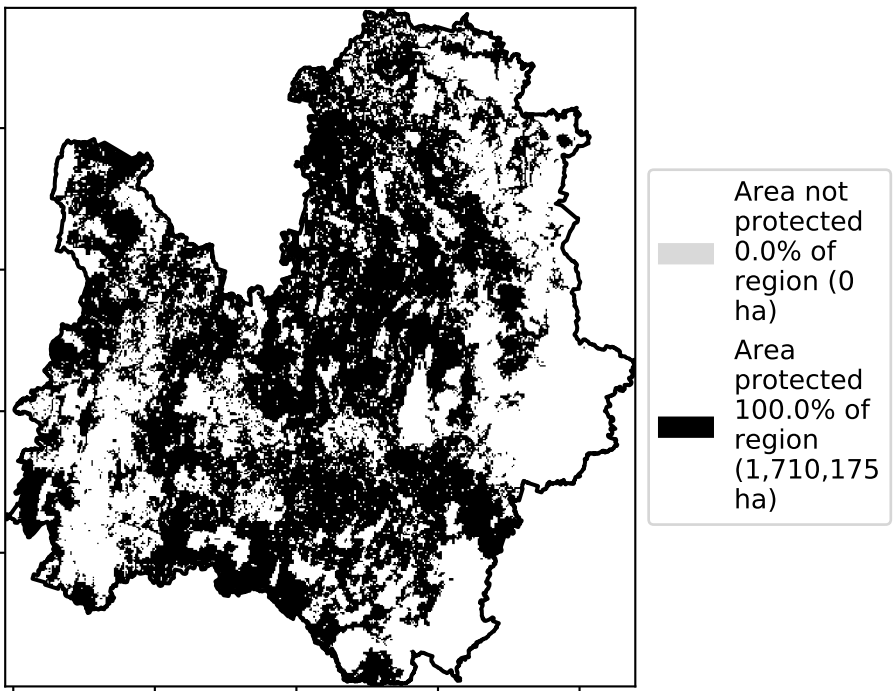 Area not
protected
0.0% of
region (0
ha)
Area
protected
100.0% of
region
(1,710,175
ha)